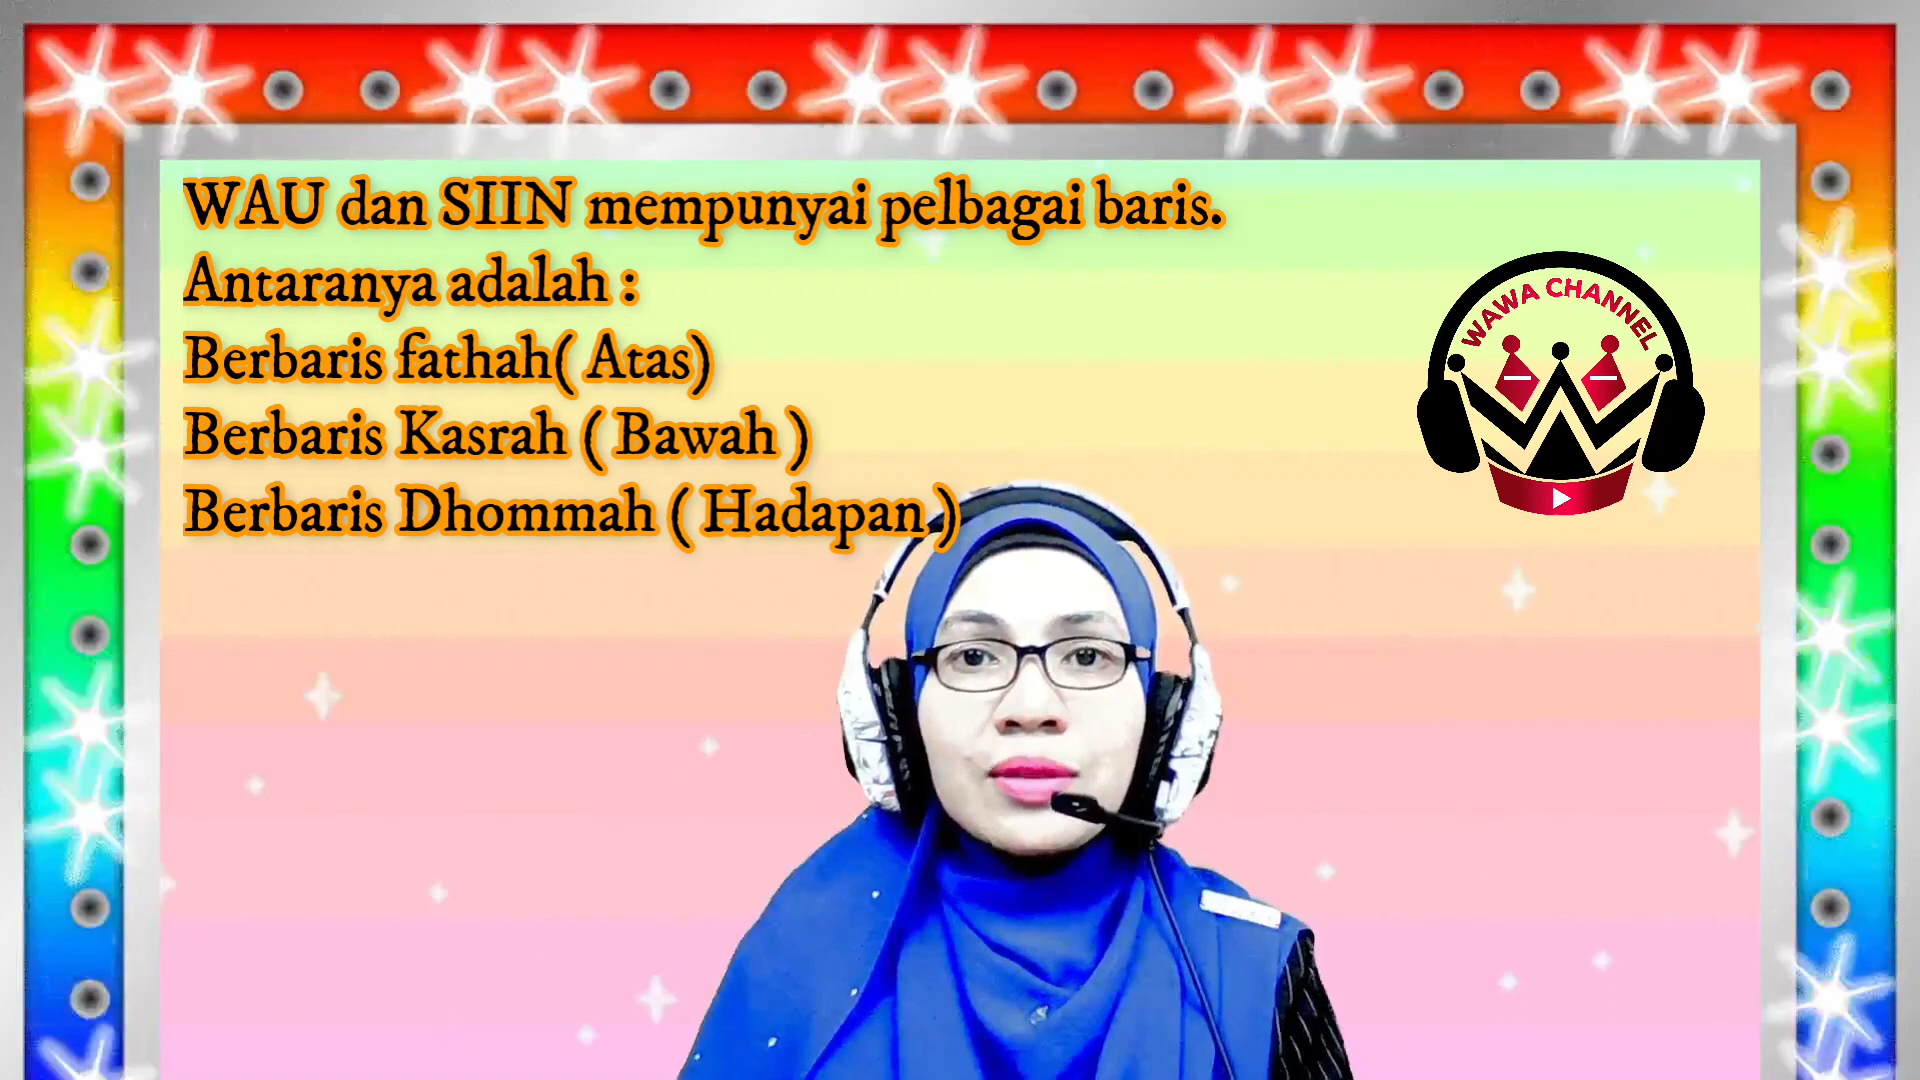 WAU dan SIIN mempunyai pelbagai baris.
Antaranya adalah :
Berbaris fathah( Atas)
Berbaris Kasrah ( Bawah )
Berbaris Dhommah ( Hadapan )
WAWA CHANNEL